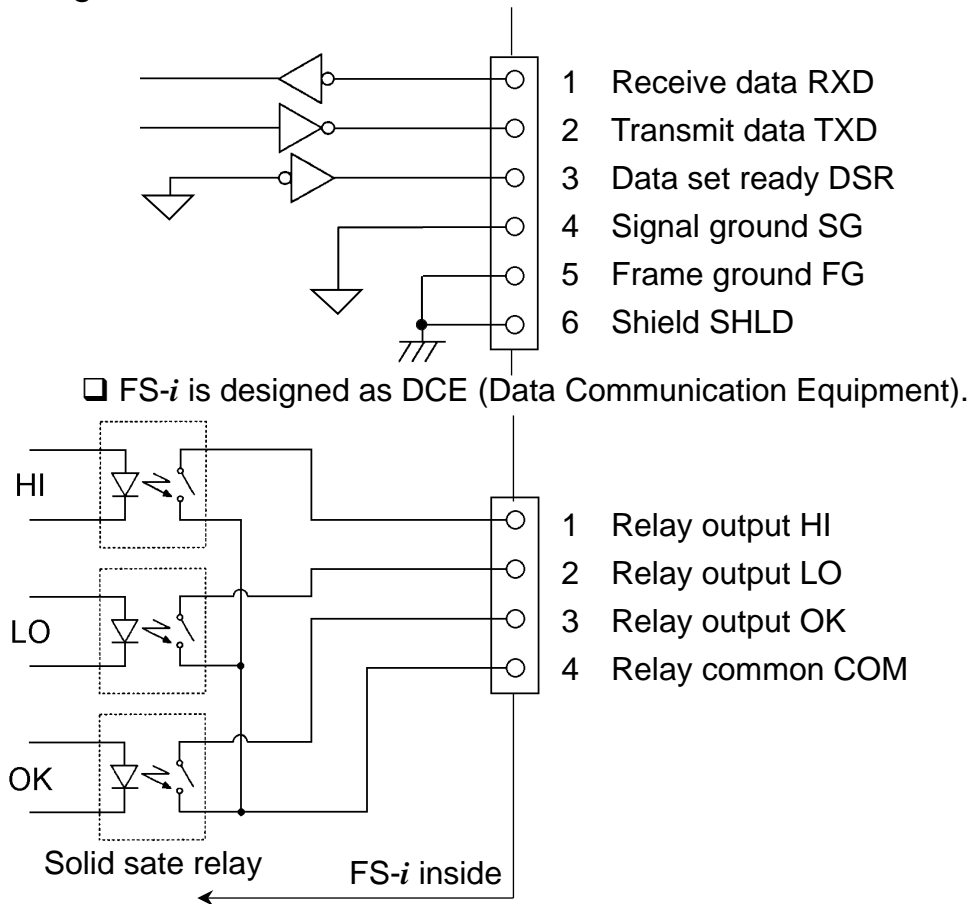 1 Receive data RXD
2 Transmit data TXD
3 Data set ready DSR
4 Signal ground SG
5 Frame ground FG
6 Shield SHLD
❑ FS-i is designed as DCE (Data Communication Equipment).
HI
1 Relay output HI
2 Relay output LO
LO
3 Relay output OK
4 Relay common COM
OK
Solid sate relay
FS-i inside